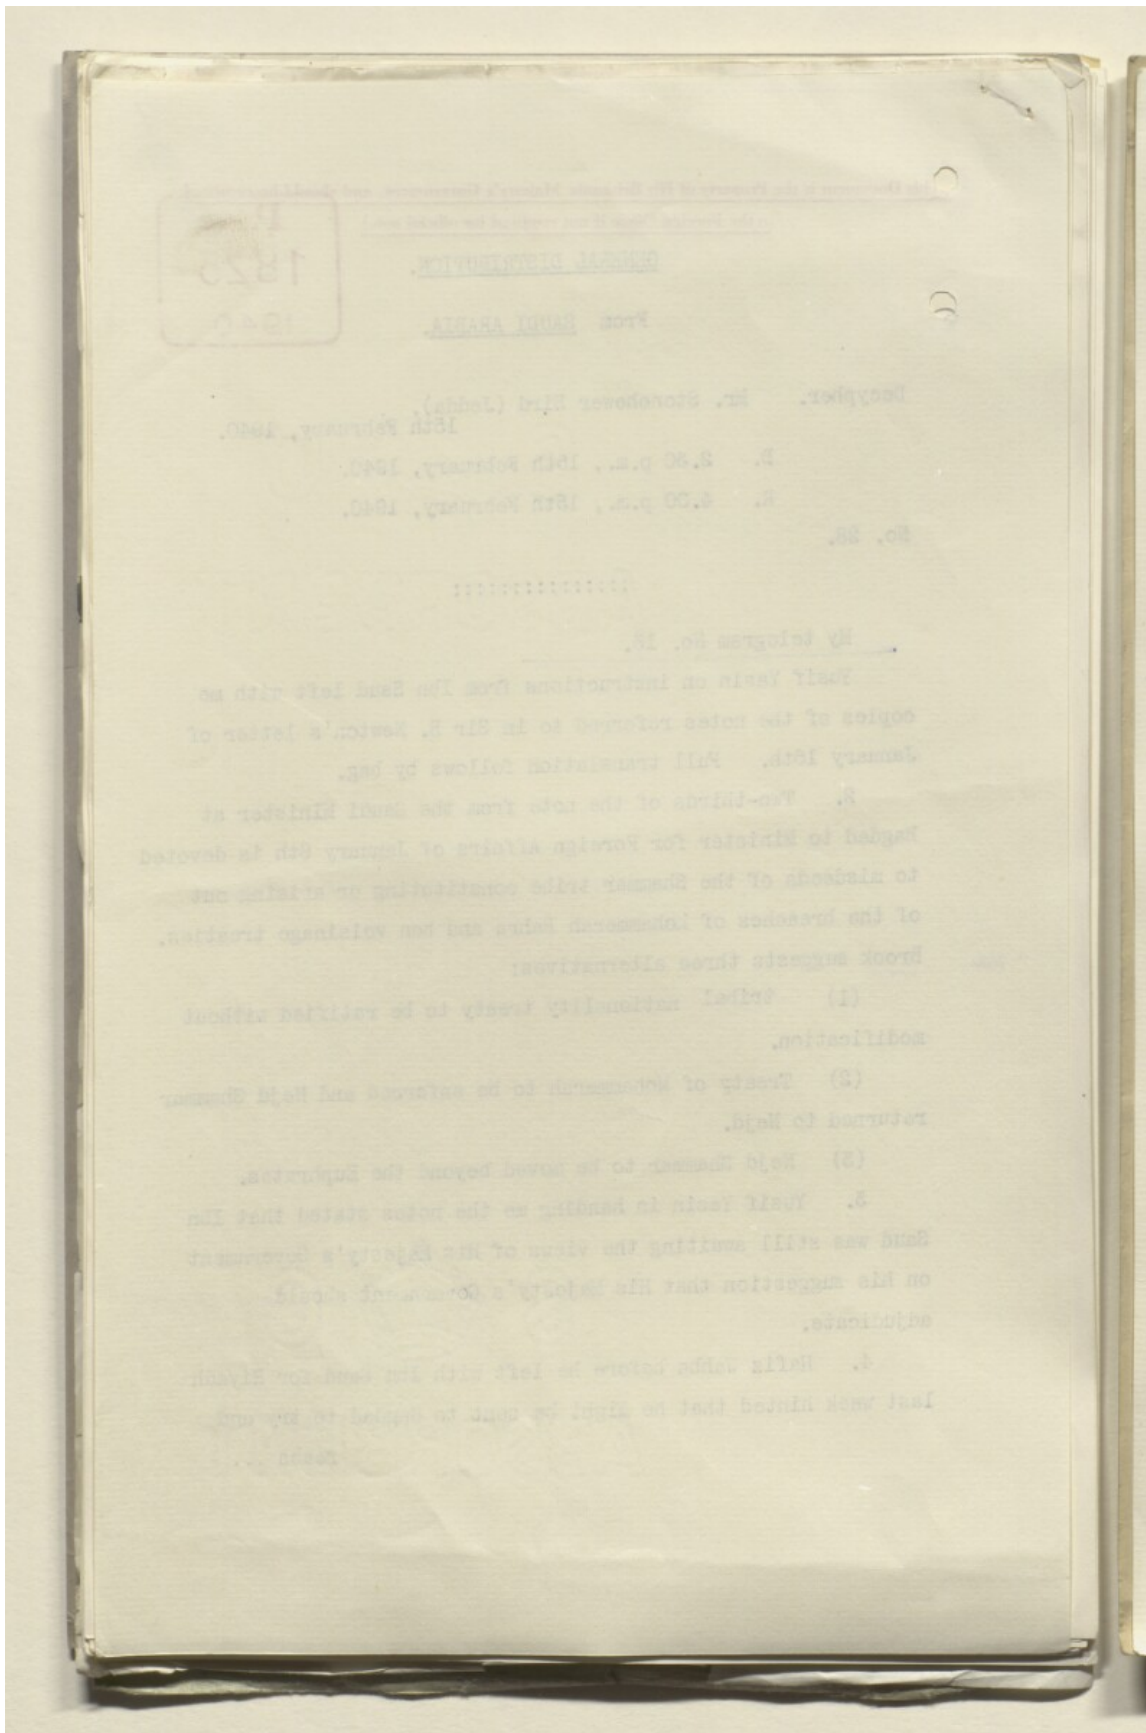 GENERAL DISTRIBUTION.
From SAUDI ARABIA.
Decypher. Mr. Stonehewer Bird (Jedda).
15th February, 1940.
D. 2.50 p.m., 15th February, 1940.
R. 4.00 p.m., 16th February, 1940.
No. 28.
::::::::::::::
My telegram No. 18.
Yusif Yasin on instructions from Ibn Saud left with me
copies of the notes referred to in Sir B. Newton's letter of
January 16th. Full translation follows by bag.
2. Two-thirds of the note from the Saudi Minister at
Bagdad to Minister for Foreign Affairs of January 6th is devoted
to misdeeds of the Shammar tribe constituting or arising out
of the breaches of Mohammerah Bahra and bon voisinage treaties.
suggests three alternatives:
(1) tribal nationality treaty to be ratified without
modification.
(2) Treaty of Mohammerah to be enforced and Nejd Shammar
returned to Nejd.
(3) Nejd Shammar to be moved beyond the Euphrates.
3. Yusif Yasin in handing me the notes stated that Ibn
Saud was still awaiting the views of His Majesty's Government
on his suggestion that His Majesty's Government should
adjudicate.
4. Hafiz Wahba before he left with Ibn Saud for Riyadh
last week hinted that he might be sent to Bagdad to try and